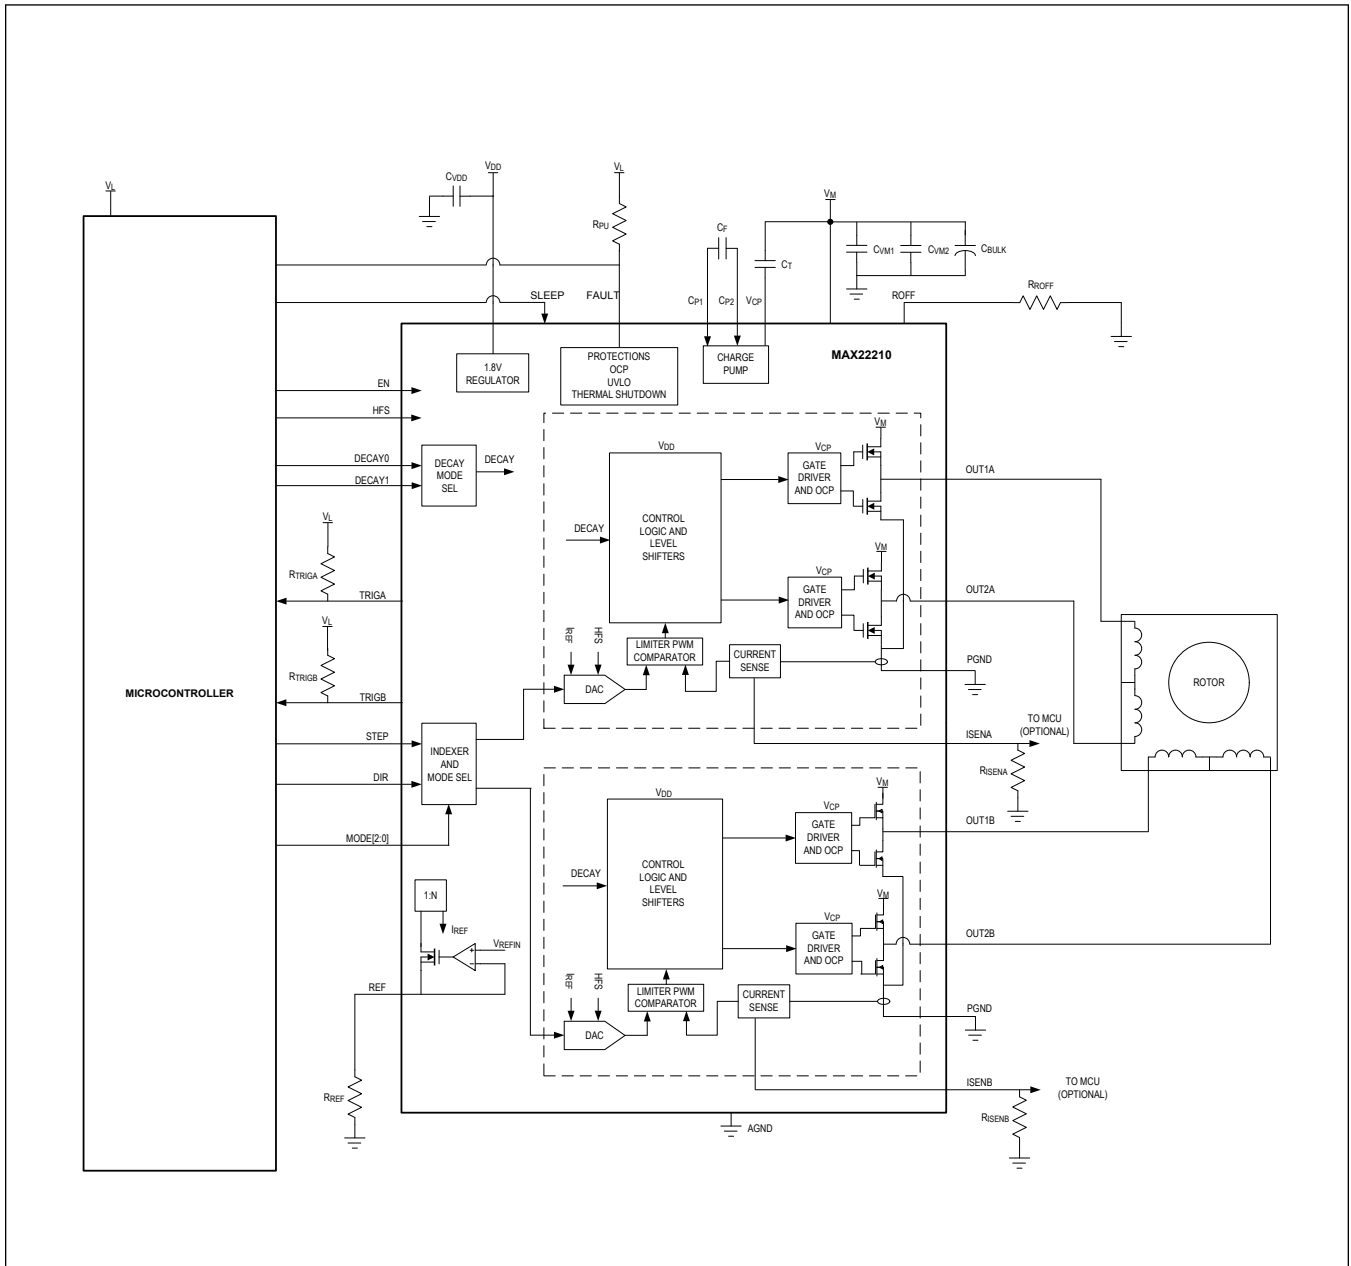 VL
MICROCONTROLLER
CVDD
VDD
VL
RPU
CF
CT
VM
CVM1
CVM2
CBULK
CP1
CP2
VCP
ROFF
RROFF
SLEEP
FAULT
MAX22210
1.8V
REGULATOR
PROTECTIONS
OCP
UVLO
THERMAL SHUTDOWN
CHARGE
PUMP
EN
HFS
DECAY0
DECAY1
DECAY
MODE
SEL
DECAY
VL
RTRIGA
TRIGA
VL
RTRIGB
TRIGB
STEP
DIR
MODE[2:0]
INDEXER
AND
MODE SEL
1:N
IREF
VREFIN
+
−
REF
RREF
VDD
CONTROL
LOGIC AND
LEVEL
SHIFTERS
DECAY
IREF
HFS
DAC
LIMITER PWM
COMPARATOR
CURRENT
SENSE
VCP
GATE
DRIVER
AND OCP
VM
VCP
GATE
DRIVER
AND OCP
VM
OUT1A
OUT2A
PGND
ISENA
TO MCU
(OPTIONAL)
RISENA
ROTOR
VDD
CONTROL
LOGIC AND
LEVEL
SHIFTERS
DECAY
IREF
HFS
DAC
LIMITER PWM
COMPARATOR
CURRENT
SENSE
VCP
GATE
DRIVER
AND OCP
VM
VCP
GATE
DRIVER
AND OCP
VM
OUT1B
OUT2B
PGND
ISENB
TO MCU
(OPTIONAL)
RISENB
AGND